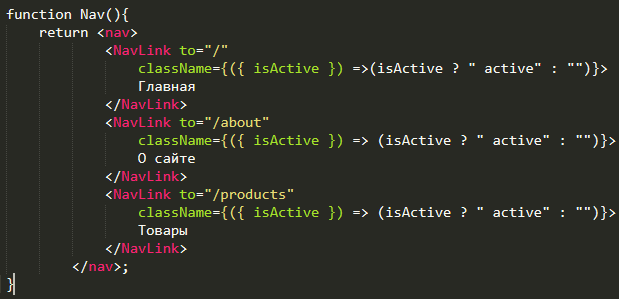 function Nav(){
return <nav>
<NavLink to="/"
className={({ isActive }) =>(isActive ? " active" : "")}>
Главная
</NavLink>
<NavLink to="/about"
className={({ isActive }) => (isActive ? " active" : "")}>
О сайте
</NavLink>
<NavLink to="/products"
className={({ isActive }) => (isActive ? " active" : "")}>
Товары
</NavLink>
</nav>;
}